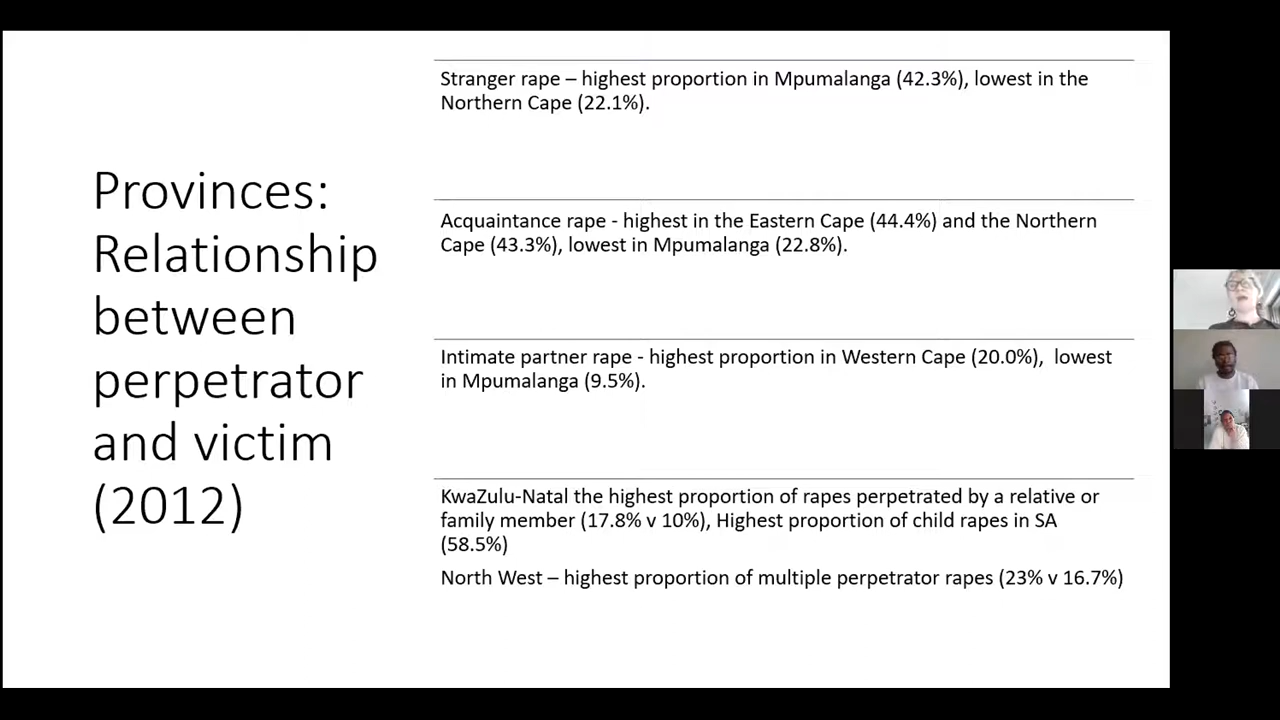 Provinces:
Relationship
between
perpetrator
and victim
(2012)
Stranger rape – highest proportion in Mpumalanga (42.3%), lowest in the
Northern Cape (22.1%).
Acquaintance rape - highest in the Eastern Cape (44.4%) and the Northern
Cape (43.3%), lowest in Mpumalanga (22.8%).
Intimate partner rape - highest proportion in Western Cape (20.0%),  lowest
in Mpumalanga (9.5%).
KwaZulu-Natal the highest proportion of rapes perpetrated by a relative or
family member (17.8% v 10%), Highest proportion of child rapes in SA
(58.5%)
North West – highest proportion of multiple perpetrator rapes (23% v 16.7%)